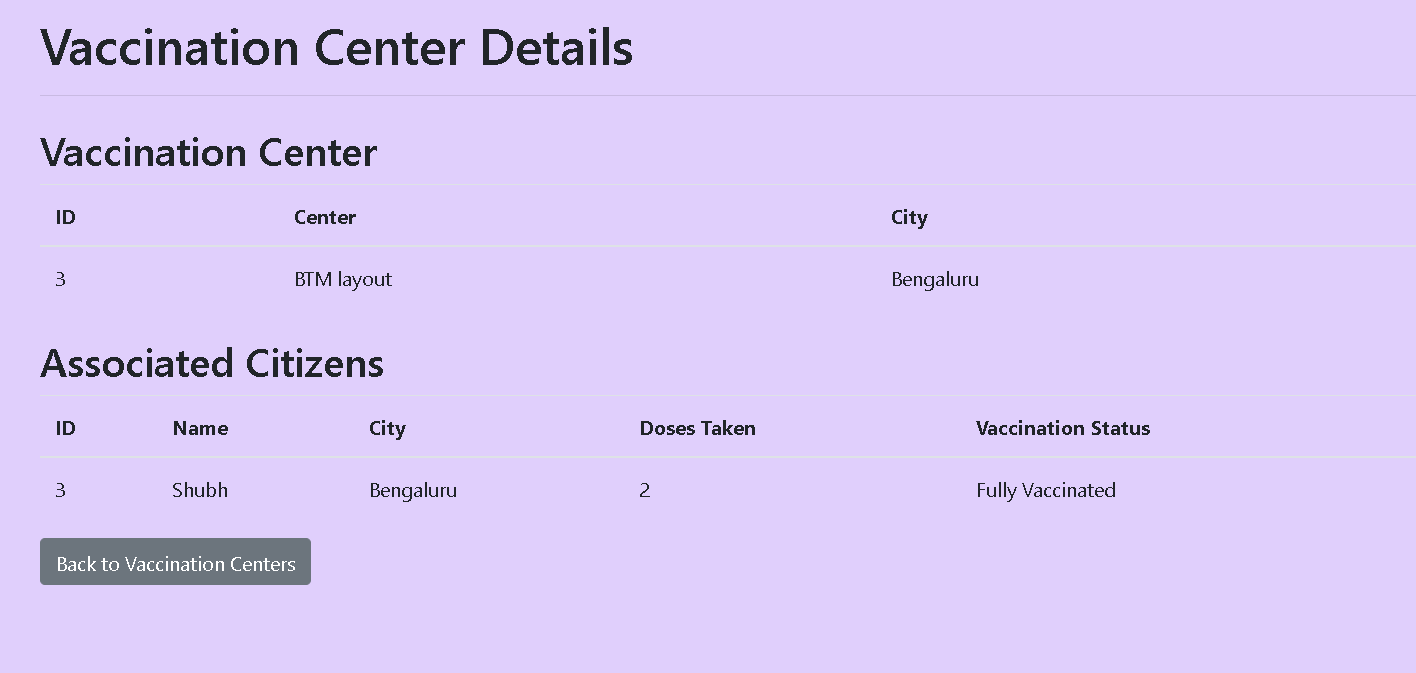 Vaccination Center Details
Vaccination Center
ID Center City
3 BTM layout Bengaluru
Associated Citizens
ID Name City Doses Taken Vaccination Status
3 Shubh Bengaluru 2 Fully Vaccinated
Back to Vaccination Centers